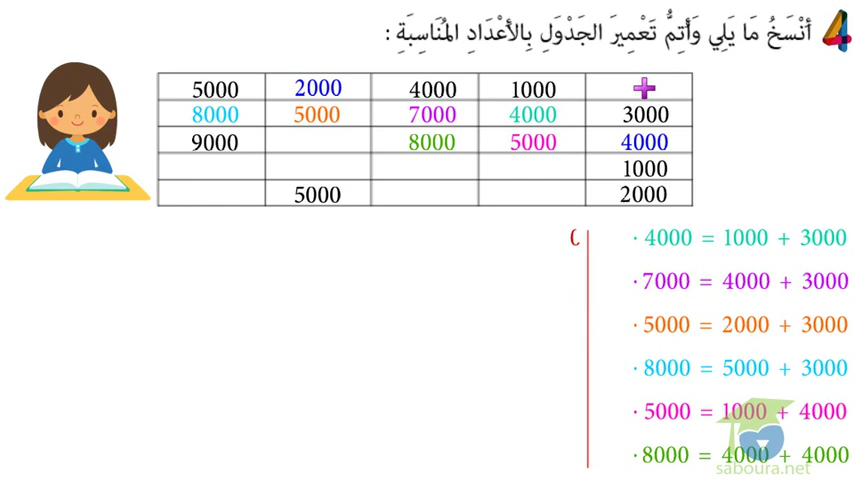 4 أَنْسَخُ مَا يَلِي وَأُتِمُّ تَعْمِيرَ الجَدْوَلِ بِالأَعْدَادِ المُنَاسِبَةِ :
+ 1000 4000 2000 5000
3000 4000 7000 5000 8000
4000 5000 8000 9000
1000
2000 5000
3000 + 1000 = 4000 ·
3000 + 4000 = 7000 ·
3000 + 2000 = 5000 ·
3000 + 5000 = 8000 ·
4000 + 1000 = 5000 ·
4000 + 4000 = 8000 ·
saboura.net